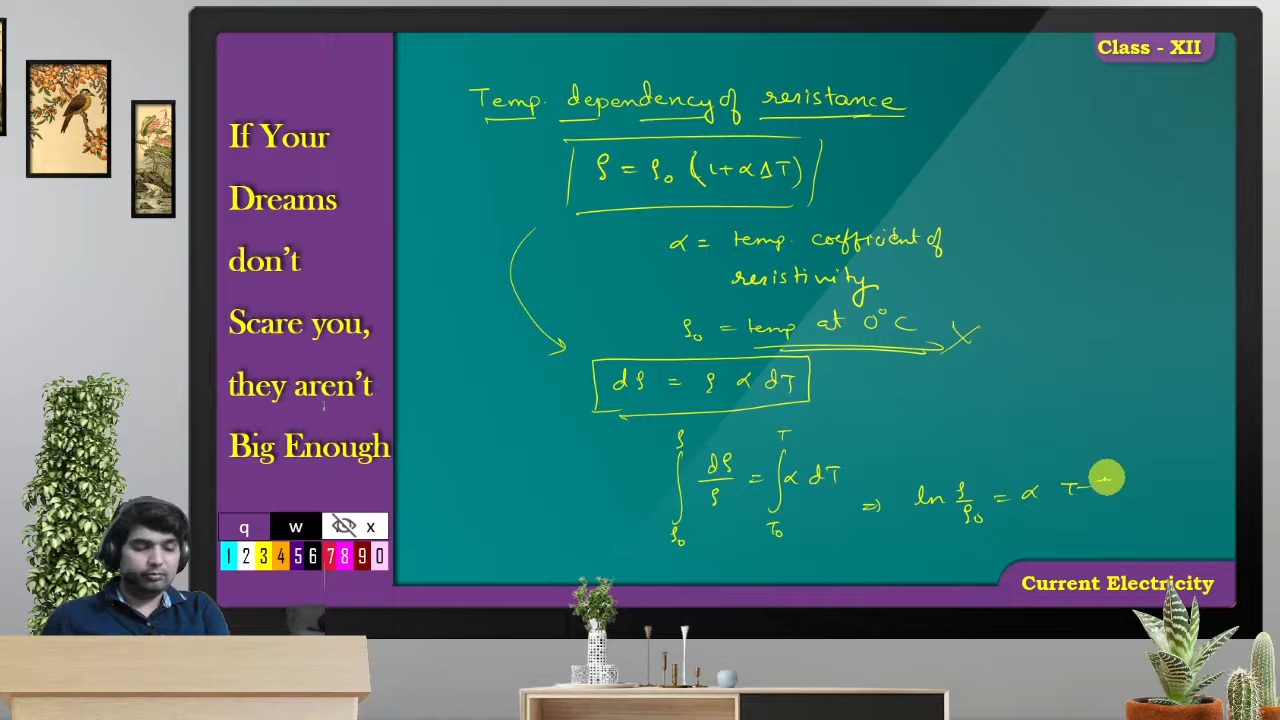 Class - XII
If Your
Dreams
don't
Scare you,
they aren't
Big Enough
Temp. dependency of resistance
ρ = ρ₀ (1+αΔT)
α = temp. coefficient of
resistivity
ρ₀ = temp at 0°C ✗
dρ = ρ α dT
∫_ρ₀^ρ dρ/ρ = ∫_T₀^T α dT ⇒ ln ρ/ρ₀ = α T-
q w x
1 2 3 4 5 6 7 8 9 0
Current Electricity